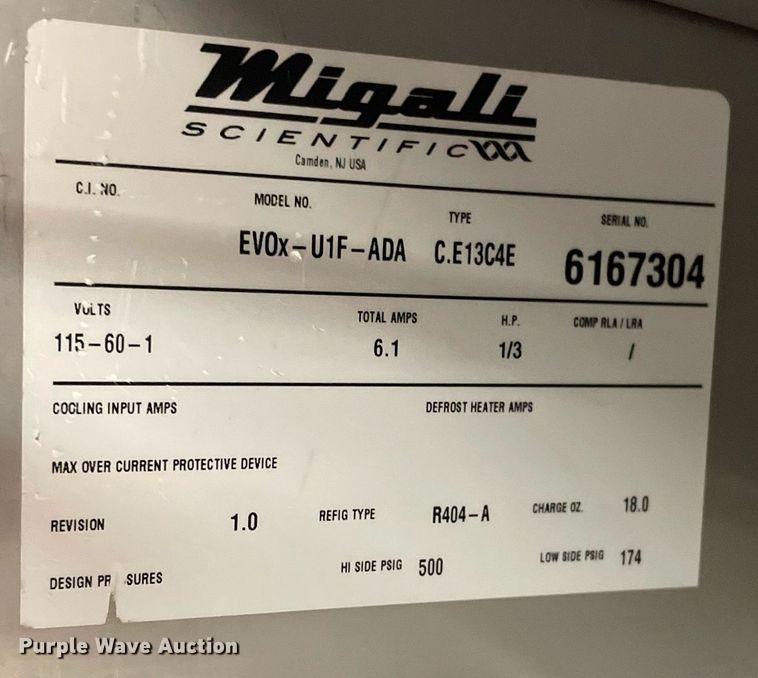 Migali
SCIENTIFIC
Camden, NJ USA
C.I. NO. MODEL NO. TYPE SERIAL NO.
EVOx-U1F-ADA C.E13C4E 6167304
VOLTS TOTAL AMPS H.P. COMP RLA / LRA
115-60-1 6.1 1/3 /
COOLING INPUT AMPS DEFROST HEATER AMPS
MAX OVER CURRENT PROTECTIVE DEVICE
REVISION 1.0 REFIG TYPE R404-A CHARGE OZ. 18.0
DESIGN PR SURES HI SIDE PSIG 500 LOW SIDE PSIG 174
Purple Wave Auction